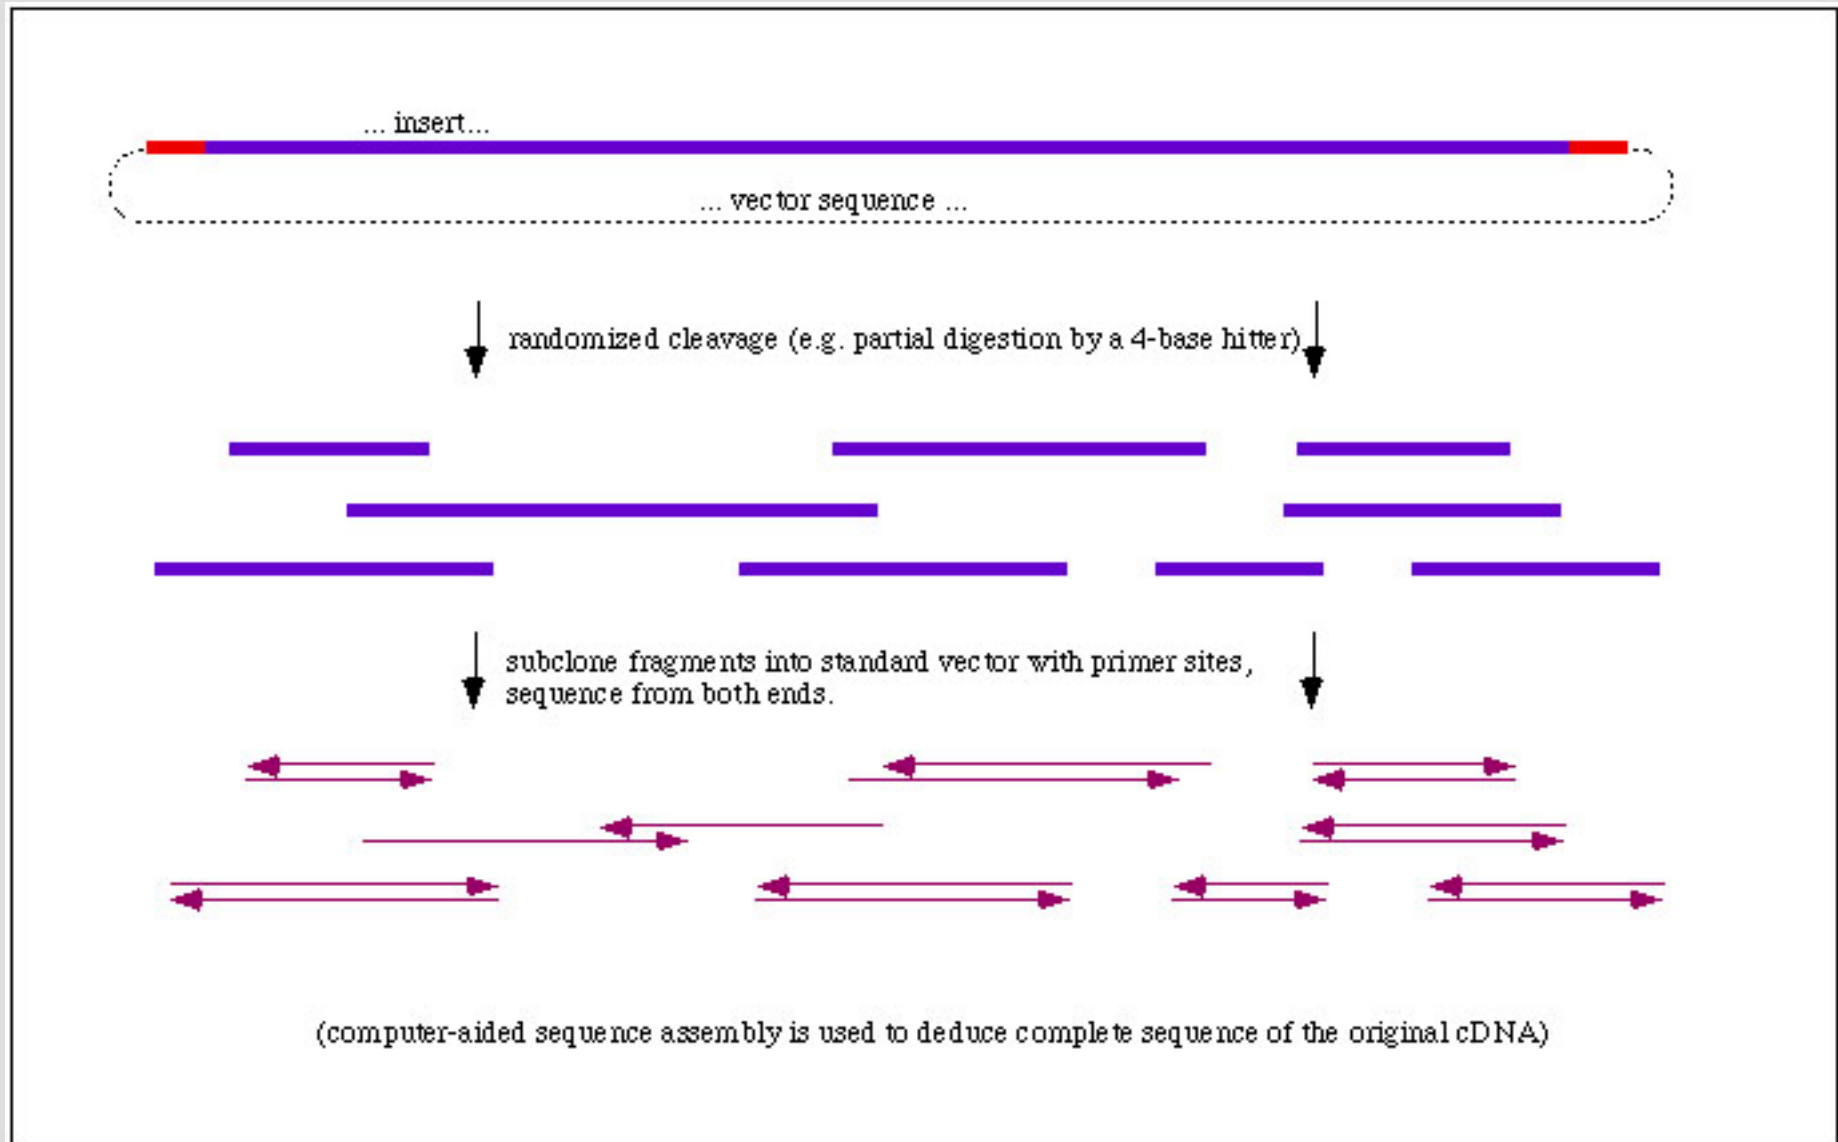 ... insert...
... vector sequence ...
randomized cleavage (e.g. partial digestion by a 4-base hitter)
subclone fragments into standard vector with primer sites,
sequence from both ends.
(computer-aided sequence assembly is used to deduce complete sequence of the original cDNA)